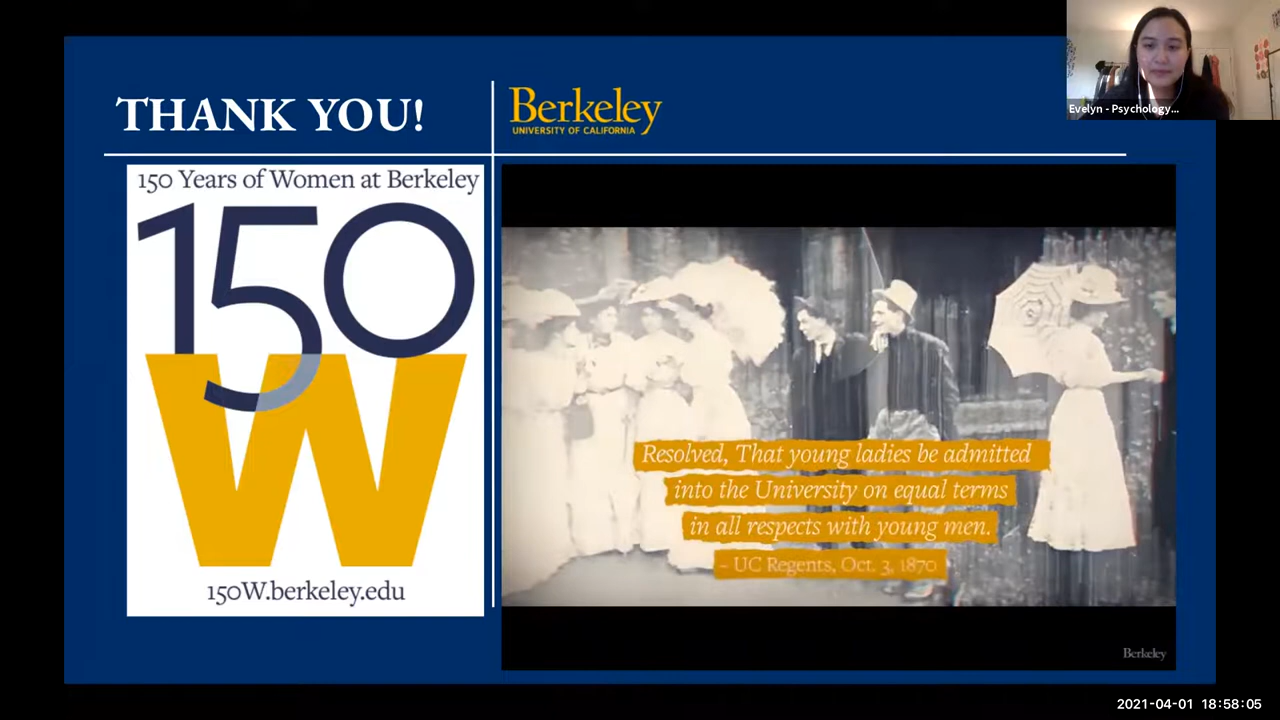 THANK YOU!
Berkeley
UNIVERSITY OF CALIFORNIA
Evelyn - Psychology...
150 Years of Women at Berkeley
150
W
150W.berkeley.edu
Resolved, That young ladies be admitted
into the University on equal terms
in all respects with young men.
- UC Regents, Oct. 3, 1870
Berkeley
2021-04-01 18:58:05